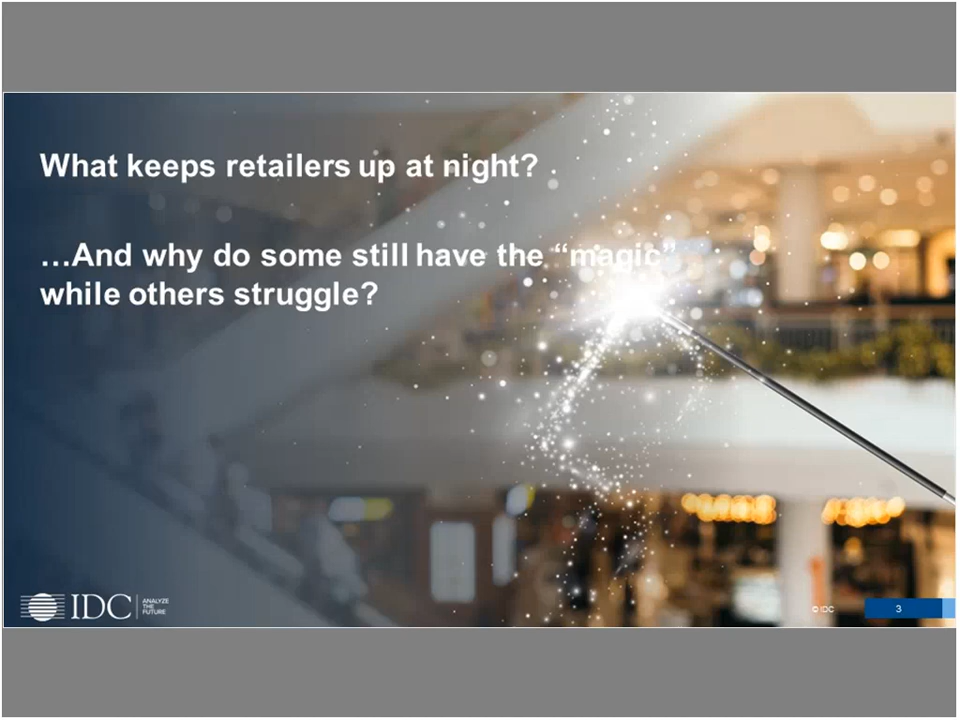 What keeps retailers up at night?
…And why do some still have the “magic”
while others struggle?
IDC
ANALYZE
THE
FUTURE
© IDC
3